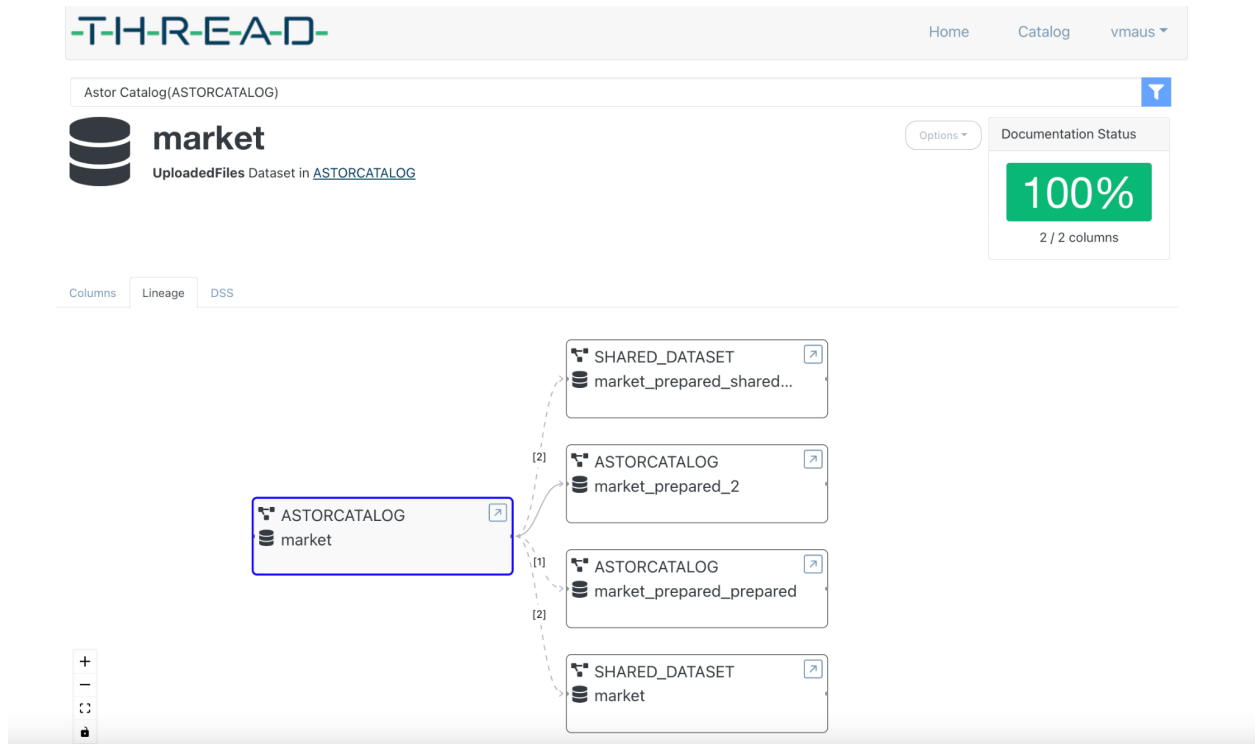 -T-H-R-E-A-D-
Home Catalog vmaus
Astor Catalog(ASTORCATALOG)
market
UploadedFiles Dataset in ASTORCATALOG
Options
Documentation Status
100%
2 / 2 columns
Columns Lineage DSS
SHARED_DATASET
market_prepared_shared...
[2]
ASTORCATALOG
market_prepared_2
ASTORCATALOG
market
[1]
ASTORCATALOG
market_prepared_prepared
[2]
SHARED_DATASET
market